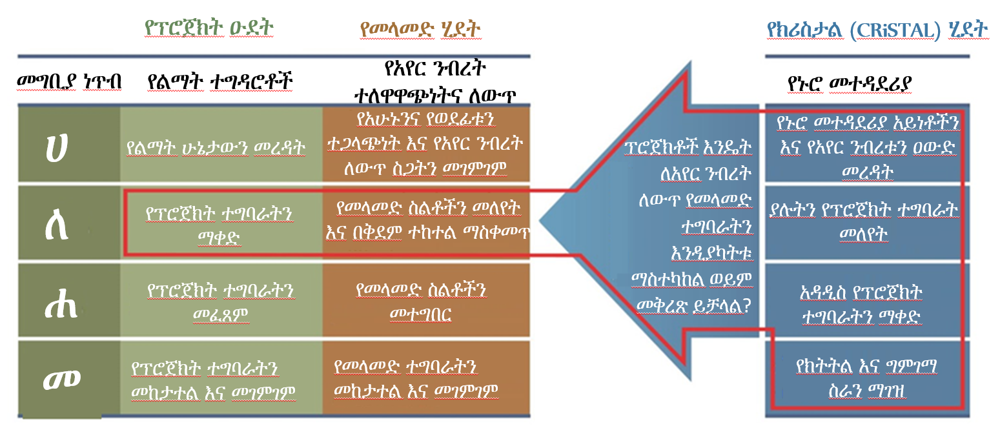 የፕሮጀክት ዑደት
የመላመድ ሂደት
የክሪስታል (CRiSTAL) ሂደት
መግቢያ ነጥብ
የልማት ተግዳሮቶች
የአየር ንብረት
ተለዋዋጭነትና ለውጥ
የኑሮ መተዳደሪያ
ሀ
የልማት ሁኔታውን መረዳት
የአሁኑንና የወደፊቱን
ተጋላጭነት እና የአየር ንብረት
ለውጥ ስጋትን መገምገም
ለ
የፕሮጀክት ተግባራትን
ማቀድ
የመላመድ ስልቶችን መለየት
እና በቅደም ተከተል ማስቀመጥ
ሐ
የፕሮጀክት ተግባራትን
መፈጸም
የመላመድ ስልቶችን
መተግበር
መ
የፕሮጀክት ተግባራትን
መከታተል እና መገምገም
የመላመድ ተግባራትን
መከታተል እና መገምገም
ፕሮጀክቶች እንዴት
ለአየር ንብረት
ለውጥ የመላመድ
ተግባራትን
እንዲያካትቱ
ማስተካከል ወይም
መቅረጽ ይቻላል?
የኑሮ መተዳደሪያ አይነቶችን
እና የአየር ንብረቱን ዐውድ
መረዳት
ያሉትን የፕሮጀክት ተግባራት
መለየት
አዳዲስ የፕሮጀክት
ተግባራትን ማቀድ
የክትትል እና ግምገማ
ስራን ማገዝ